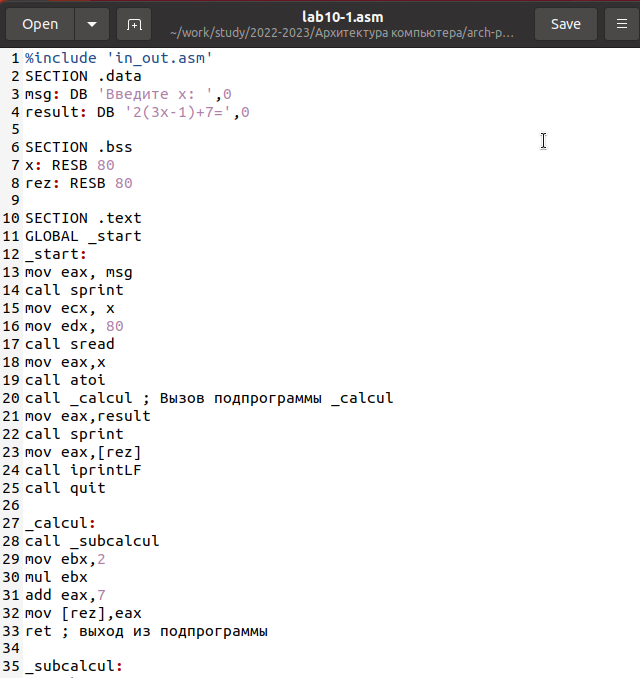 Open
lab10-1.asm
~/work/study/2022-2023/Архитектура компьютера/arch-p...
Save
1 %include 'in_out.asm'
2 SECTION .data
3 msg: DB 'Введите x: ',0
4 result: DB '2(3x-1)+7=',0
5
6 SECTION .bss
7 x: RESB 80
8 rez: RESB 80
9
10 SECTION .text
11 GLOBAL _start
12 _start:
13 mov eax, msg
14 call sprint
15 mov ecx, x
16 mov edx, 80
17 call sread
18 mov eax,x
19 call atoi
20 call _calcul ; Вызов подпрограммы _calcul
21 mov eax,result
22 call sprint
23 mov eax,[rez]
24 call iprintLF
25 call quit
26
27 _calcul:
28 call _subcalcul
29 mov ebx,2
30 mul ebx
31 add eax,7
32 mov [rez],eax
33 ret ; выход из подпрограммы
34
35 _subcalcul: